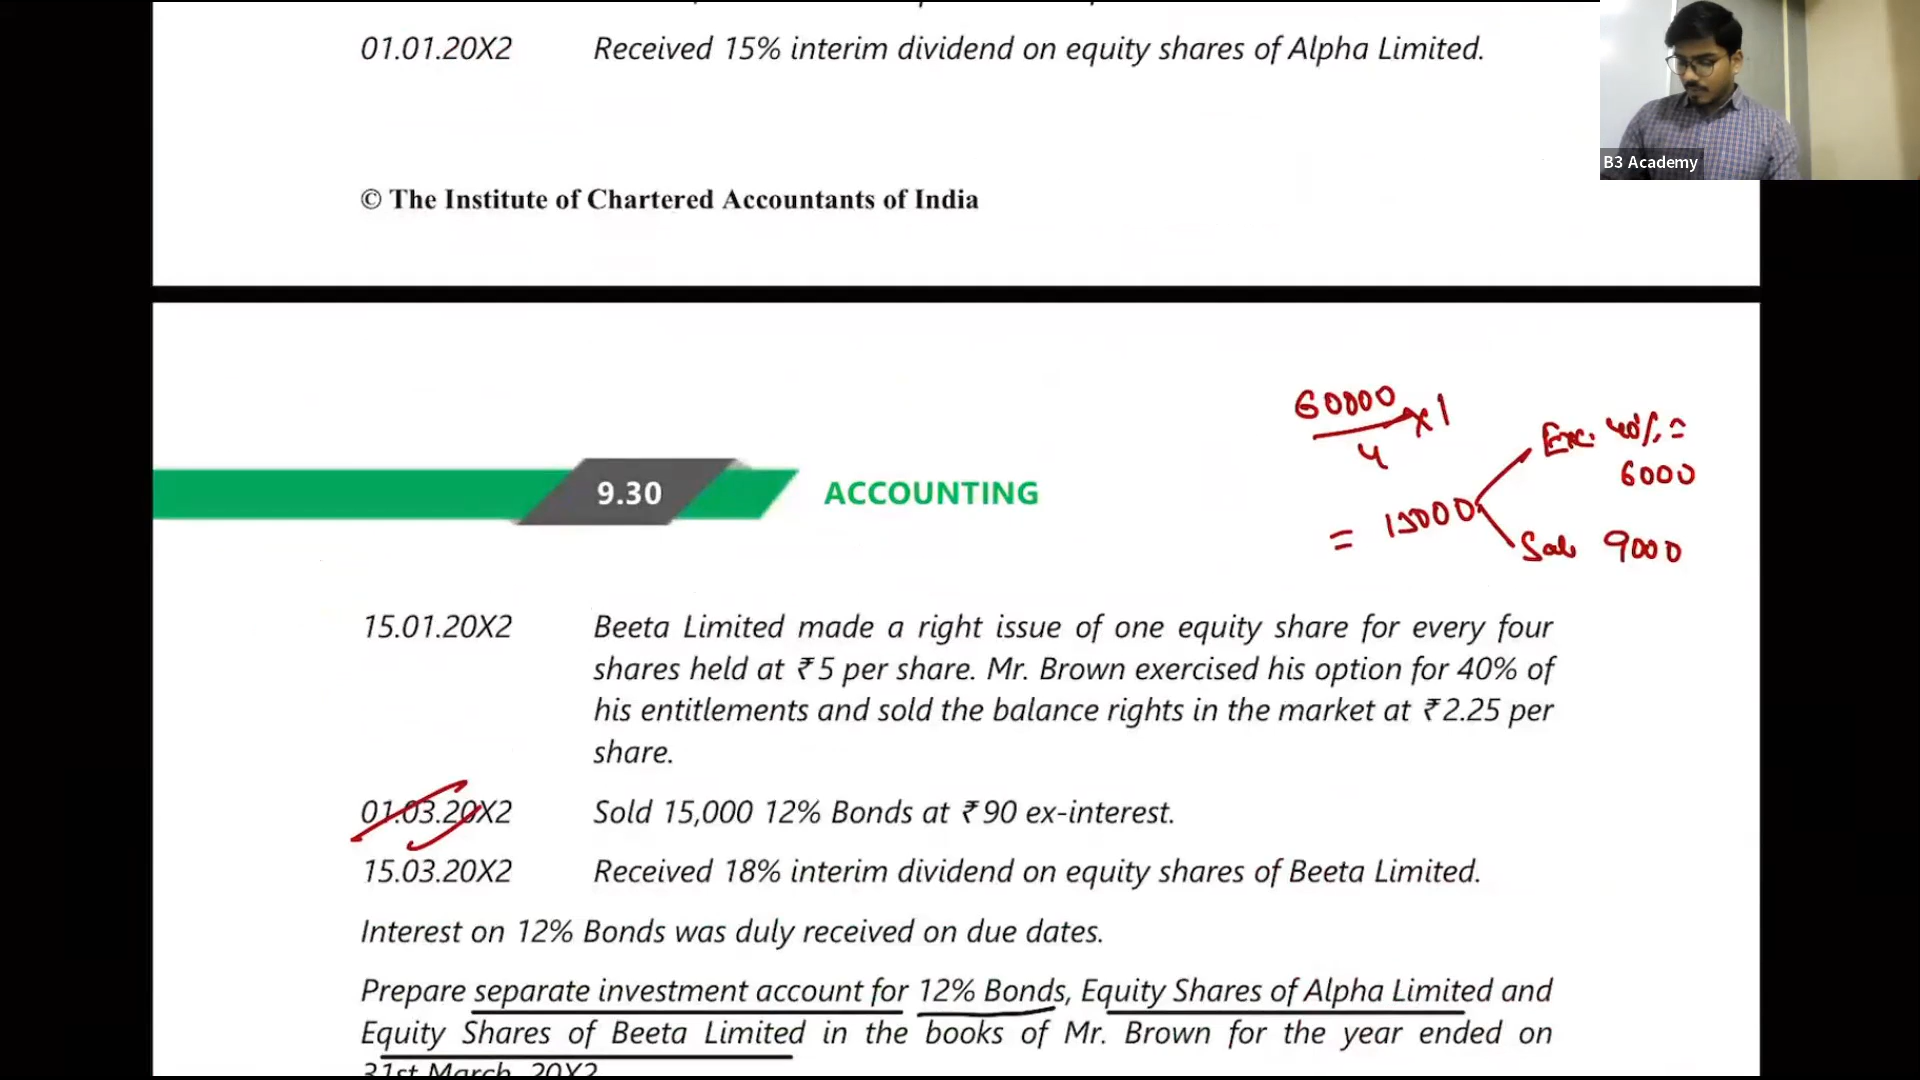 01.01.20X2 Received 15% interim dividend on equity shares of Alpha Limited.
B3 Academy
© The Institute of Chartered Accountants of India
60000
× 1
4
= 15000
Exc. 40% =
6000
Sale 9000
9.30 ACCOUNTING
15.01.20X2 Beeta Limited made a right issue of one equity share for every four
shares held at ₹ 5 per share. Mr. Brown exercised his option for 40% of
his entitlements and sold the balance rights in the market at ₹ 2.25 per
share.
01.03.20X2 Sold 15,000 12% Bonds at ₹ 90 ex-interest.
15.03.20X2 Received 18% interim dividend on equity shares of Beeta Limited.
Interest on 12% Bonds was duly received on due dates.
Prepare separate investment account for 12% Bonds, Equity Shares of Alpha Limited and
Equity Shares of Beeta Limited in the books of Mr. Brown for the year ended on
31st March, 20X2